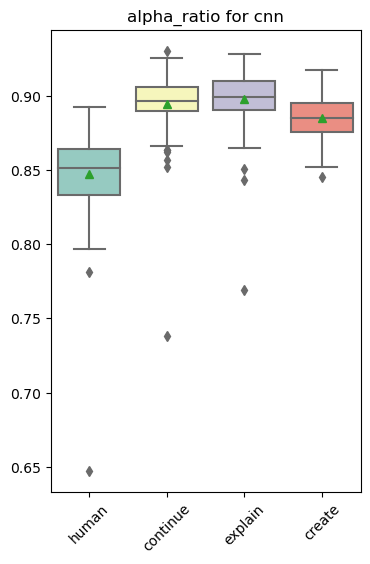 alpha_ratio for cnn
0.90
0.85
0.80
0.75
0.70
0.65
human
continue
explain
create